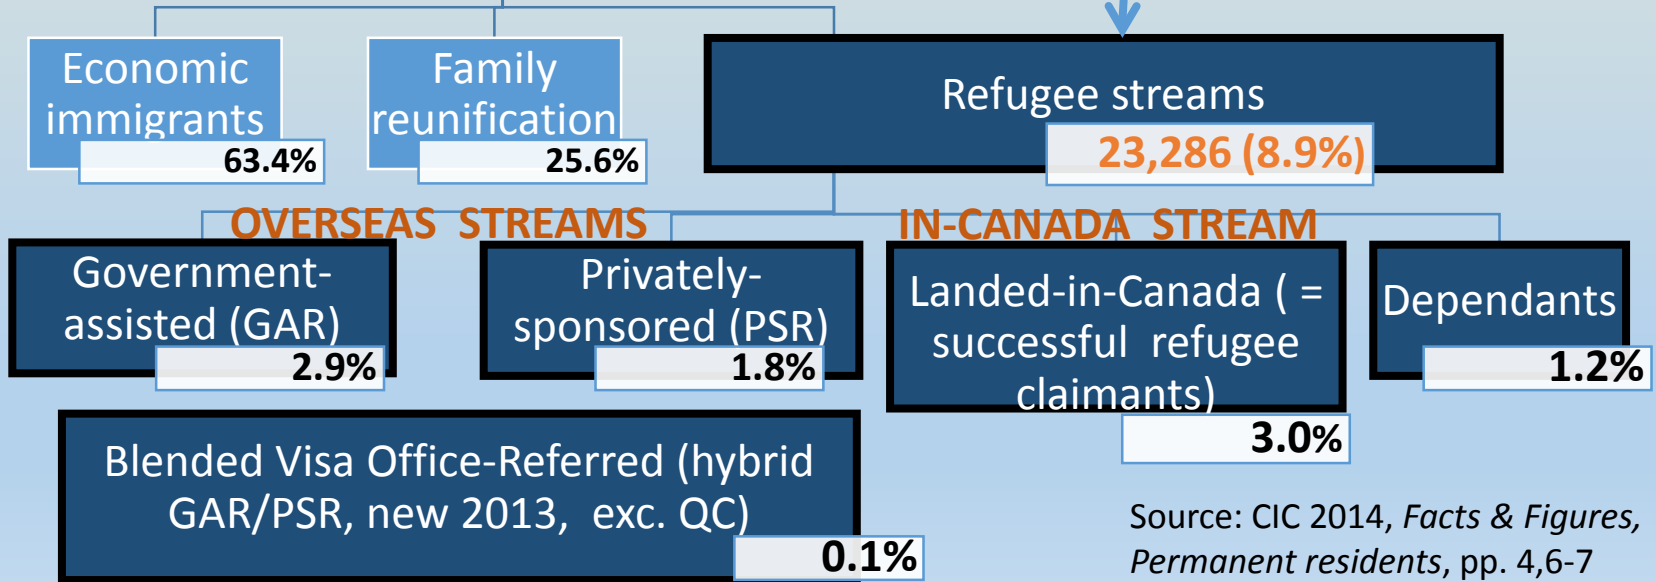 Economic
immigrants
63.4%
Family
reunification
25.6%
Refugee streams
23,286 (8.9%)
OVERSEAS STREAMS
IN-CANADA STREAM
Government-
assisted (GAR)
2.9%
Privately-
sponsored (PSR)
1.8%
Landed-in-Canada ( =
successful refugee
claimants)
3.0%
Dependants
1.2%
Blended Visa Office-Referred (hybrid
GAR/PSR, new 2013, exc. QC)
0.1%
Source: CIC 2014, Facts & Figures,
Permanent residents, pp. 4,6-7